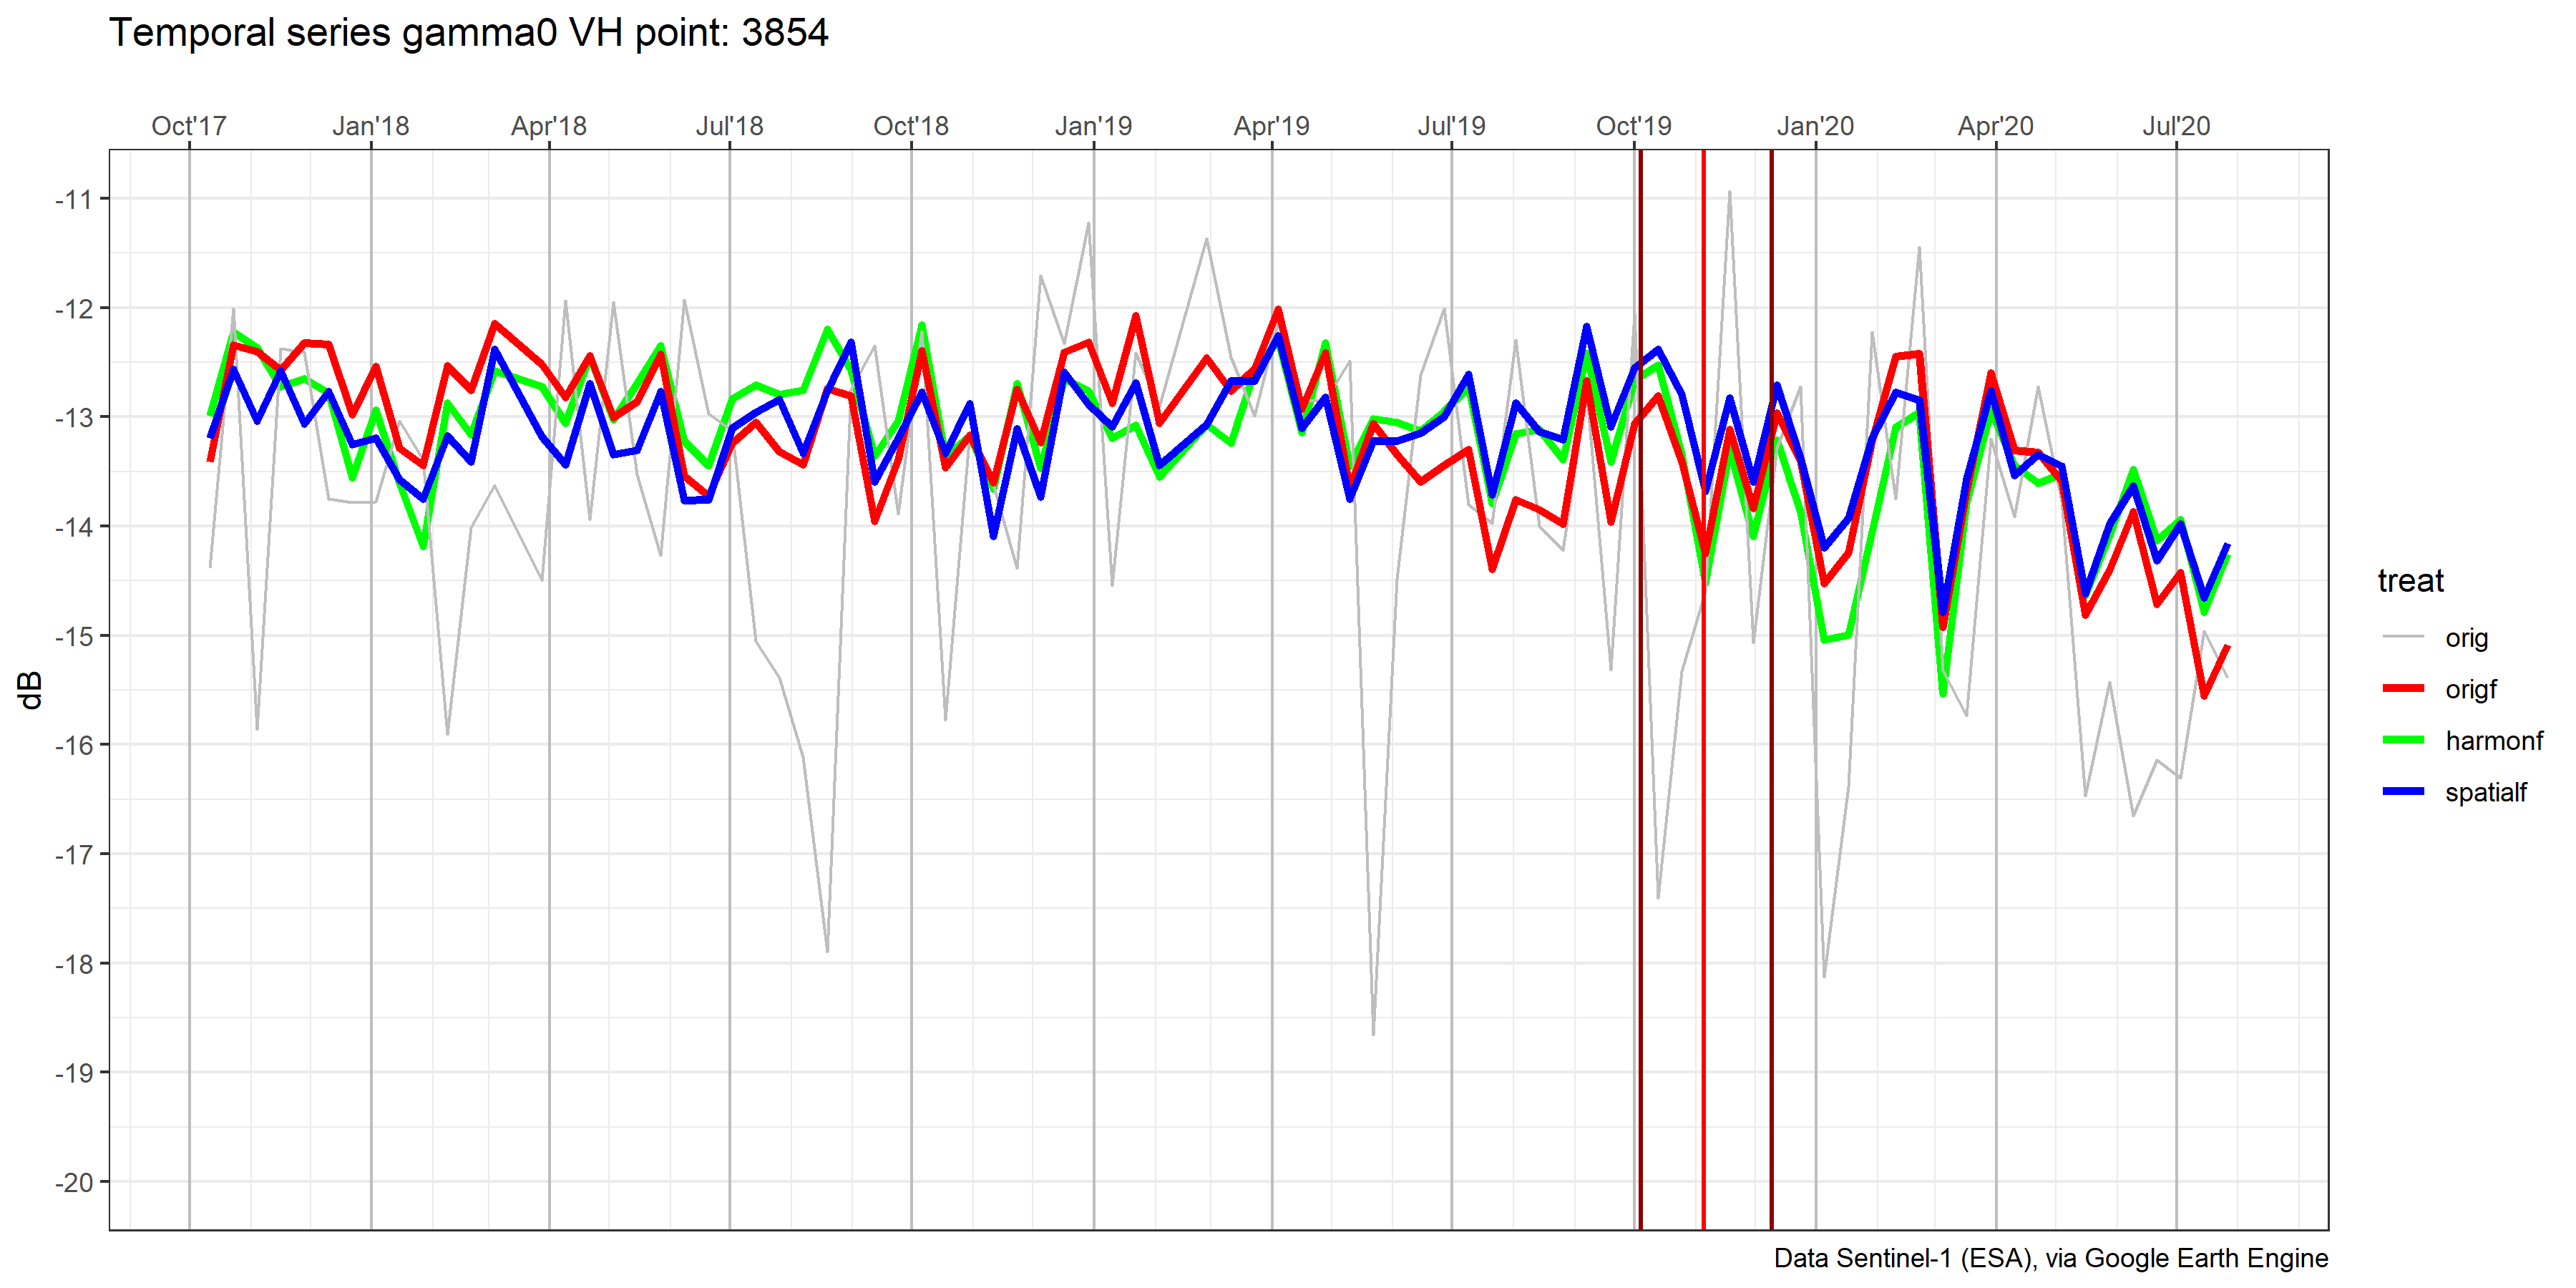 Temporal series gamma0 VH point: 3854
Oct'17 Jan'18 Apr'18 Jul'18 Oct'18 Jan'19 Apr'19 Jul'19 Oct'19 Jan'20 Apr'20 Jul'20
-11
-12
-13
-14
-15
-16
-17
-18
-19
-20
dB
treat
orig
origf
harmonf
spatialf
Data Sentinel-1 (ESA), via Google Earth Engine